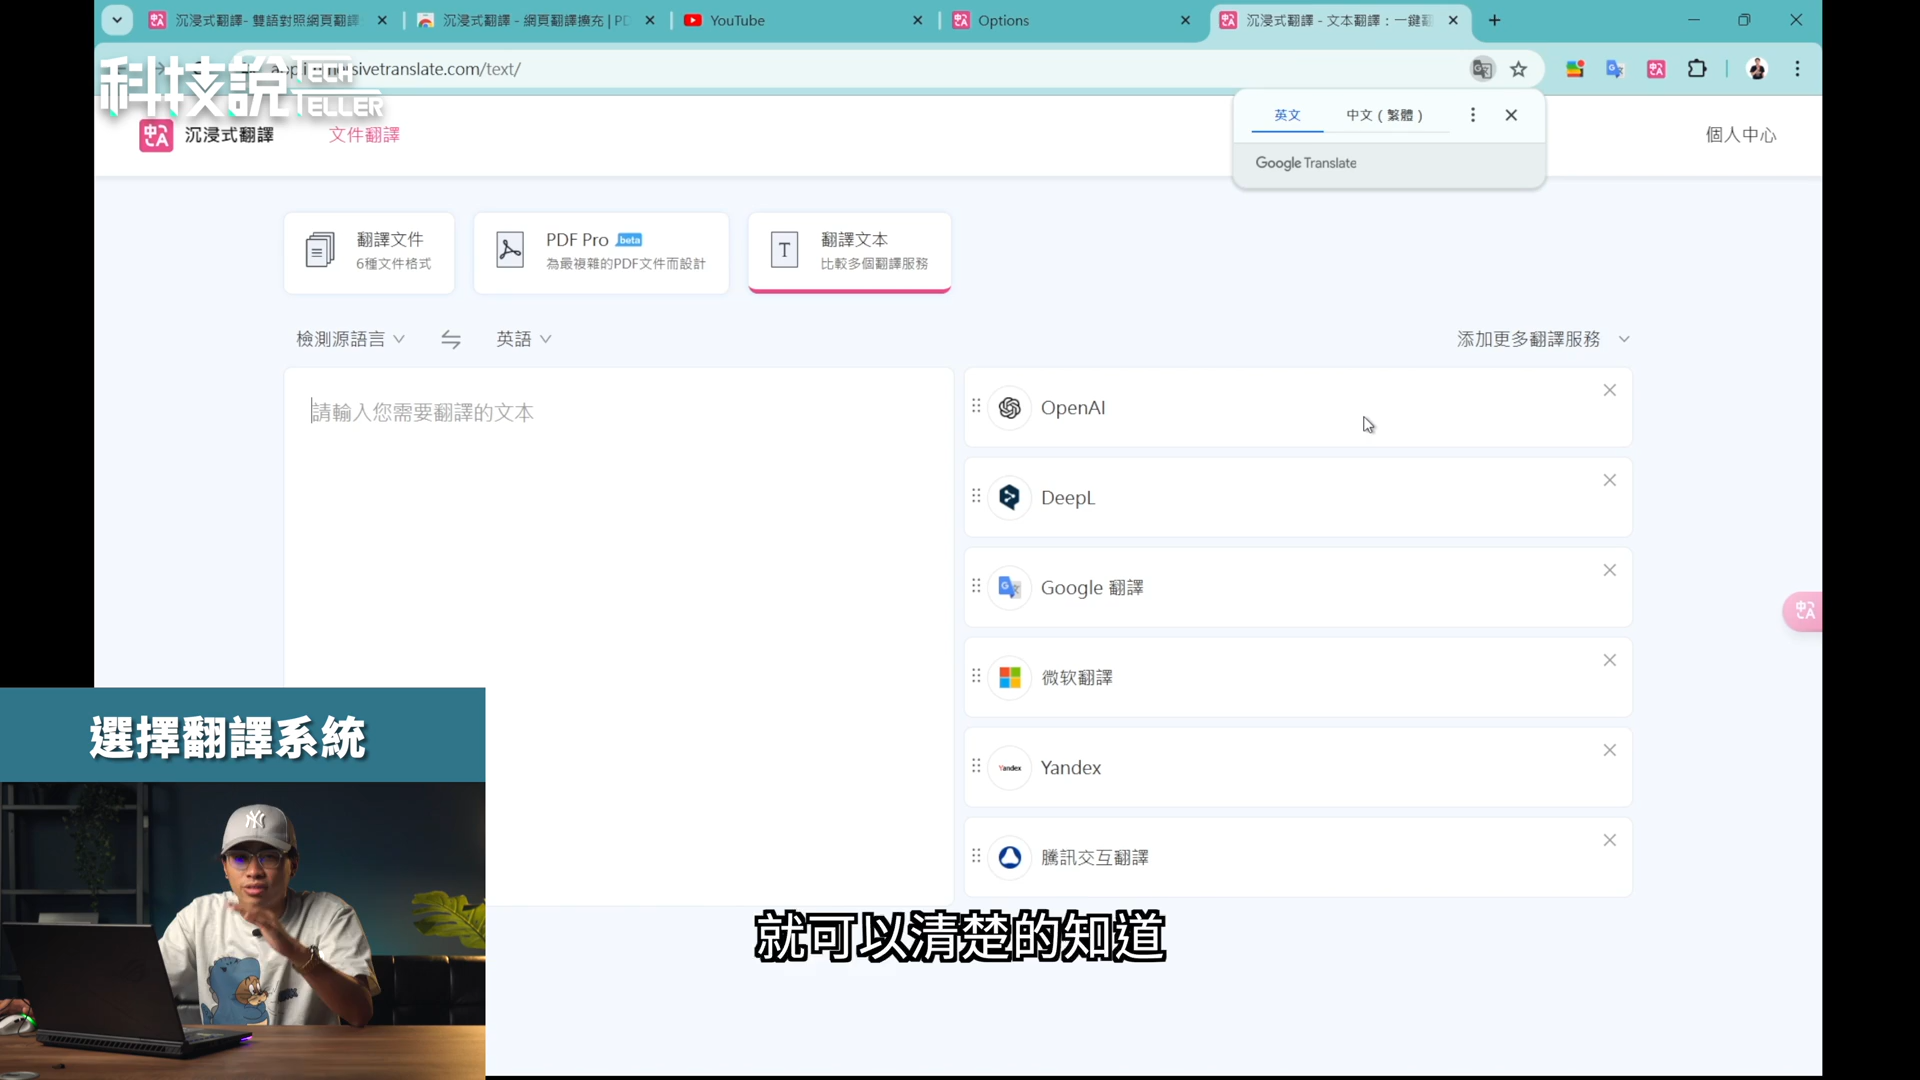 沉浸式翻譯- 雙語對照網頁翻譯
沉浸式翻譯 - 網頁翻譯擴充 | PD
YouTube
Options
沉浸式翻譯 - 文本翻譯：一鍵翻
sivetranslate.com/text/
科技說 TECH TELLER
沉浸式翻譯
文件翻譯
英文
中文（繁體）
Google Translate
個人中心
翻譯文件
6種文件格式
PDF Pro beta
為最複雜的PDF文件而設計
翻譯文本
比較多個翻譯服務
檢測源語言
英語
添加更多翻譯服務
請輸入您需要翻譯的文本
OpenAI
DeepL
Google 翻譯
微软翻譯
Yandex
Yandex
騰訊交互翻譯
選擇翻譯系統
就可以清楚的知道